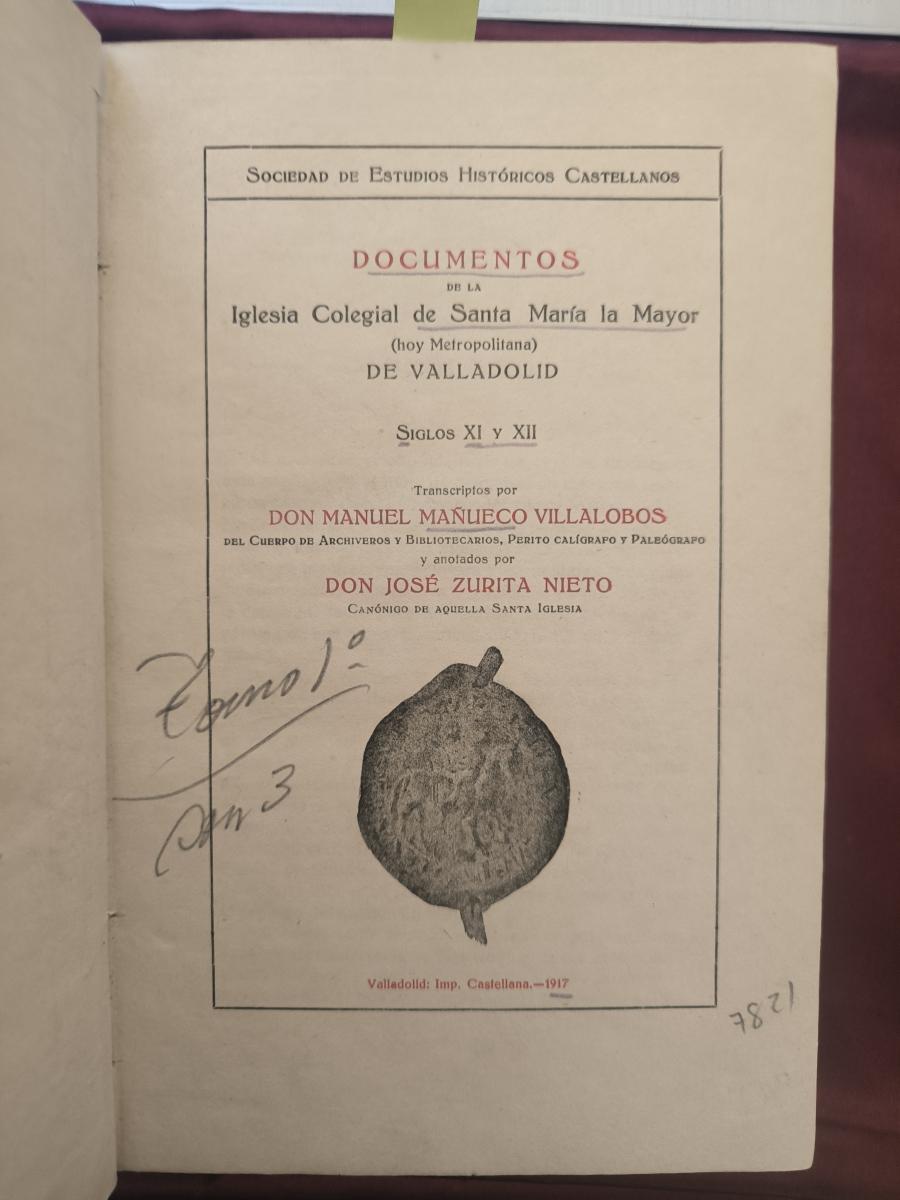 SOCIEDAD DE ESTUDIOS HISTÓRICOS CASTELLANOS
DOCUMENTOS
DE LA
Iglesia Colegial de Santa María la Mayor
(hoy Metropolitana)
DE VALLADOLID
SIGLOS XI Y XII
Transcriptos por
DON MANUEL MAÑUECO VILLALOBOS
DEL CUERPO DE ARCHIVEROS Y BIBLIOTECARIOS, PERITO CALÍGRAFO Y PALEÓGRAFO
y anotados por
DON JOSÉ ZURITA NIETO
CANÓNIGO DE AQUELLA SANTA IGLESIA
Tomo 1º
3
Valladolid: Imp. Castellana.—1917